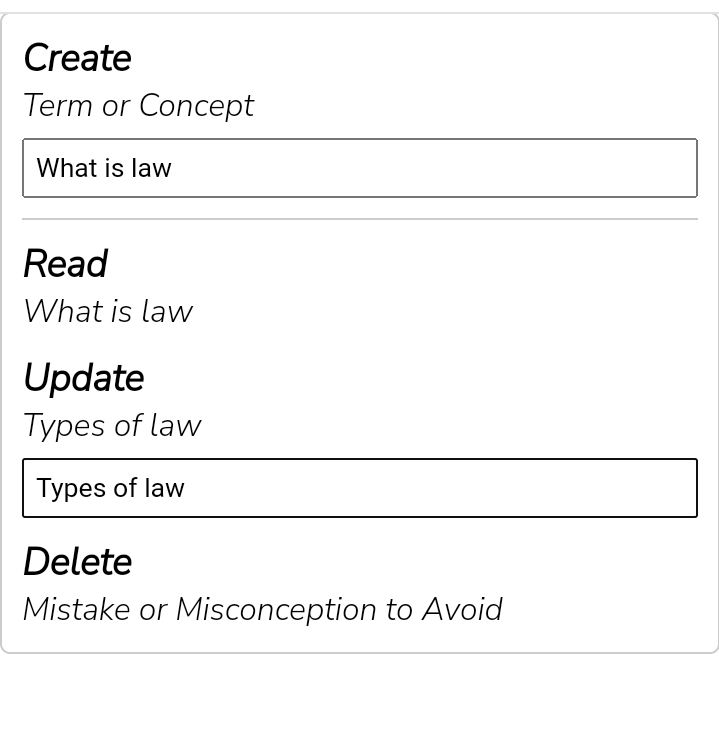 Create
Term or Concept
What is law
Read
What is law
Update
Types of law
Types of law
Delete
Mistake or Misconception to Avoid